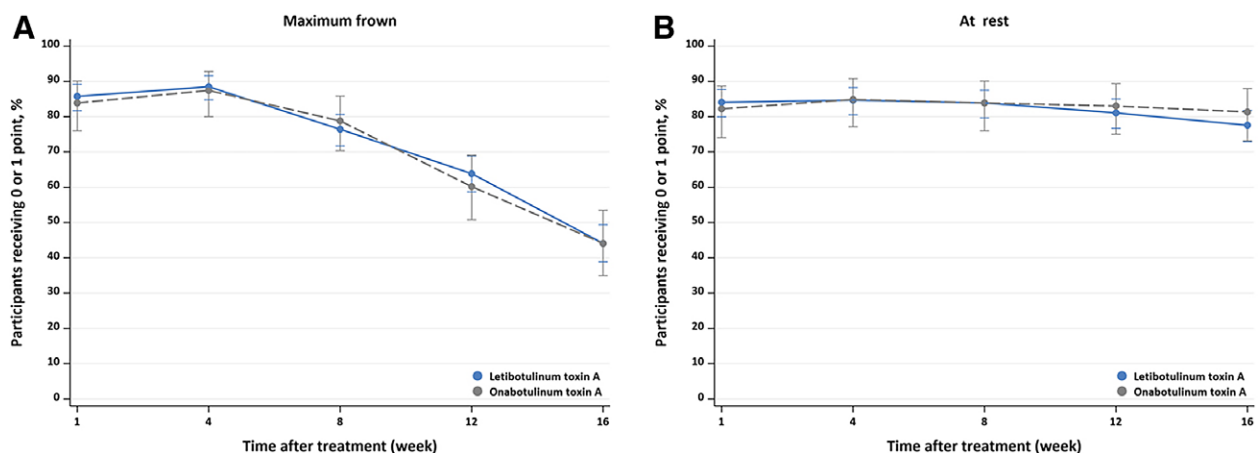 A
Maximum frown
Participants receiving 0 or 1 point, %
100
90
80
70
60
50
40
30
20
10
0
Letibotulinum toxin A
Onabotulinum toxin A
1
4
8
12
16
Time after treatment (week)
B
At rest
Participants receiving 0 or 1 point, %
100
90
80
70
60
50
40
30
20
10
0
Letibotulinum toxin A
Onabotulinum toxin A
1
4
8
12
16
Time after treatment (week)